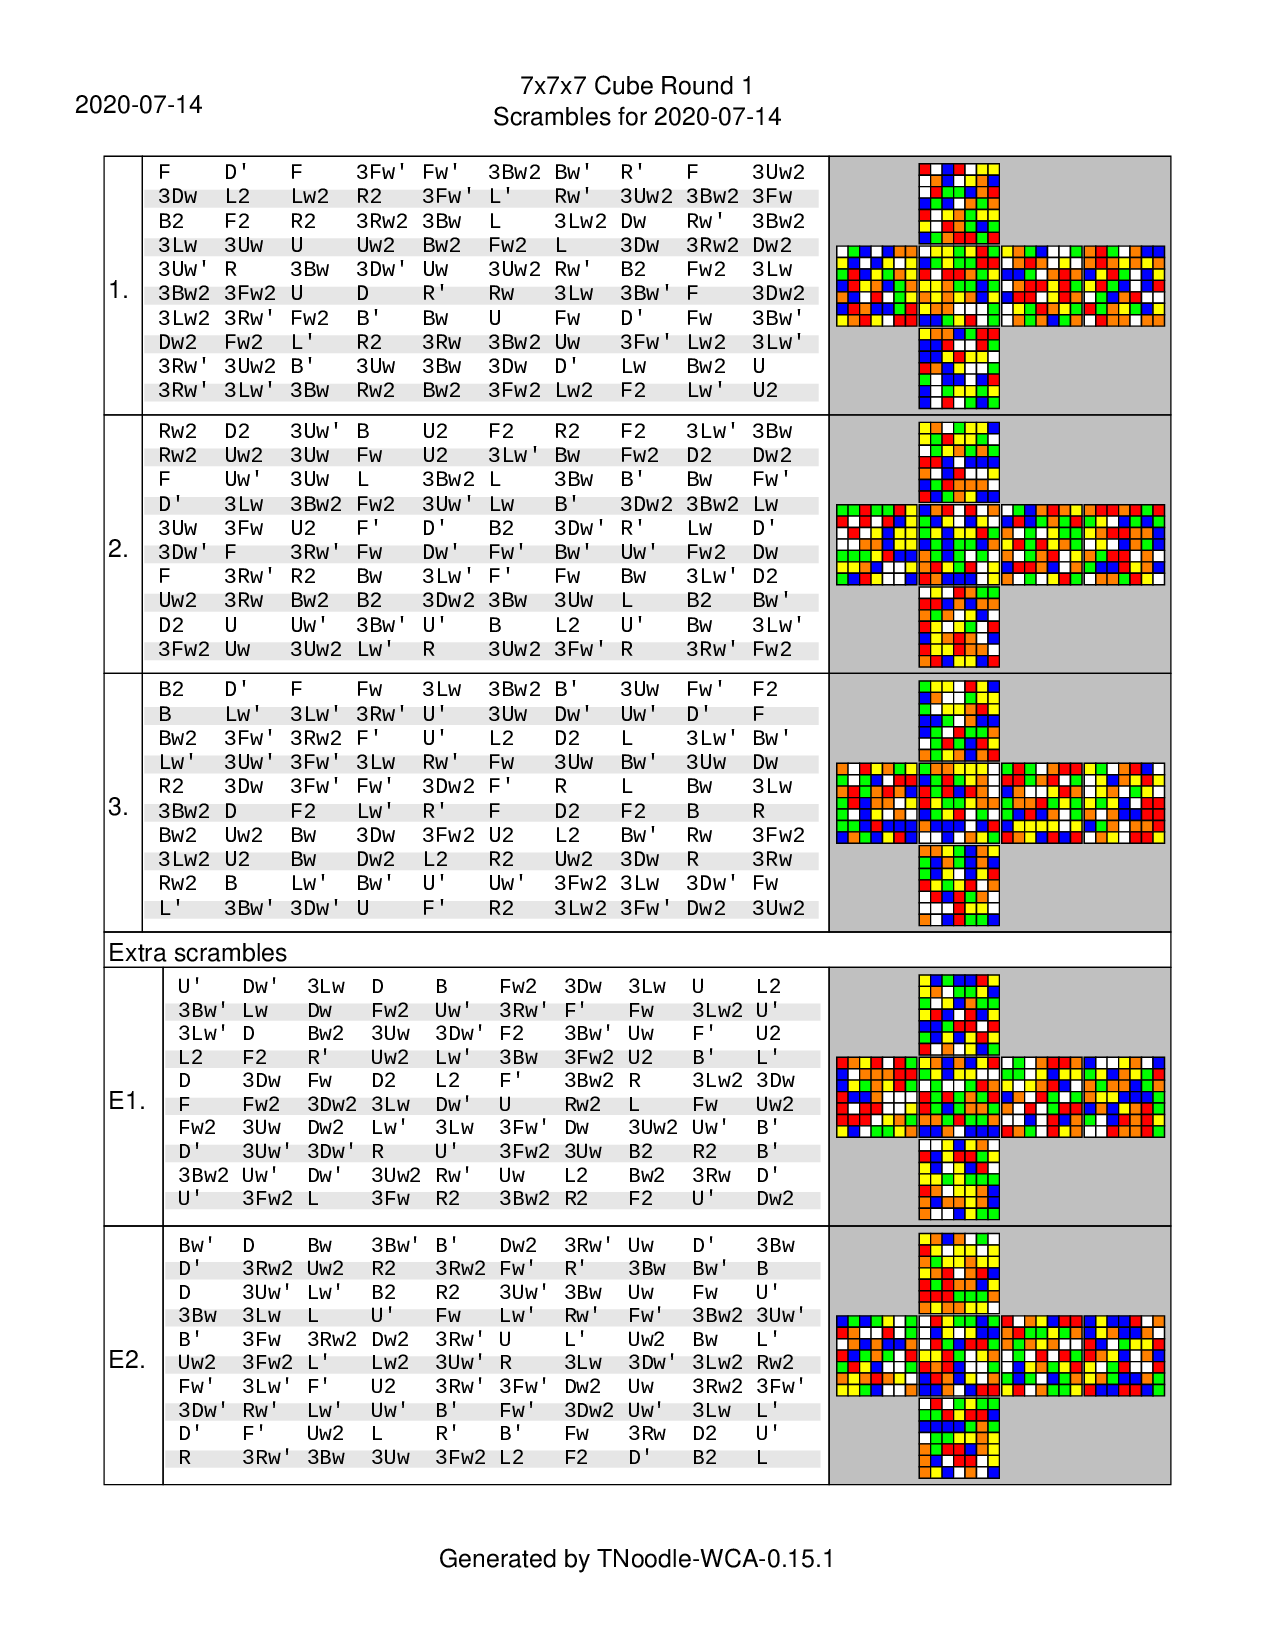 7x7x7 Cube Round 1
2020-07-14
Scrambles for 2020-07-14
1.
F D' F 3Fw' Fw' 3Bw2 Bw' R' F 3Uw2
3Dw L2 Lw2 R2 3Fw' L' Rw' 3Uw2 3Bw2 3Fw
B2 F2 R2 3Rw2 3Bw L 3Lw2 Dw Rw' 3Bw2
3Lw 3Uw U Uw2 Bw2 Fw2 L 3Dw 3Rw2 Dw2
3Uw' R 3Bw 3Dw' Uw 3Uw2 Rw' B2 Fw2 3Lw
3Bw2 3Fw2 U D R' Rw 3Lw 3Bw' F 3Dw2
3Lw2 3Rw' Fw2 B' Bw U Fw D' Fw 3Bw'
Dw2 Fw2 L' R2 3Rw 3Bw2 Uw 3Fw' Lw2 3Lw'
3Rw' 3Uw2 B' 3Uw 3Bw 3Dw D' Lw Bw2 U
3Rw' 3Lw' 3Bw Rw2 Bw2 3Fw2 Lw2 F2 Lw' U2
2.
Rw2 D2 3Uw' B U2 F2 R2 F2 3Lw' 3Bw
Rw2 Uw2 3Uw Fw U2 3Lw' Bw Fw2 D2 Dw2
F Uw' 3Uw L 3Bw2 L 3Bw B' Bw Fw'
D' 3Lw 3Bw2 Fw2 3Uw' Lw B' 3Dw2 3Bw2 Lw
3Uw 3Fw U2 F' D' B2 3Dw' R' Lw D'
3Dw' F 3Rw' Fw Dw' Fw' Bw' Uw' Fw2 Dw
F 3Rw' R2 Bw 3Lw' F' Fw Bw 3Lw' D2
Uw2 3Rw Bw2 B2 3Dw2 3Bw 3Uw L B2 Bw'
D2 U Uw' 3Bw' U' B L2 U' Bw 3Lw'
3Fw2 Uw 3Uw2 Lw' R 3Uw2 3Fw' R 3Rw' Fw2
3.
B2 D' F Fw 3Lw 3Bw2 B' 3Uw Fw' F2
B Lw' 3Lw' 3Rw' U' 3Uw Dw' Uw' D' F
Bw2 3Fw' 3Rw2 F' U' L2 D2 L 3Lw' Bw'
Lw' 3Uw' 3Fw' 3Lw Rw' Fw 3Uw Bw' 3Uw Dw
R2 3Dw 3Fw' Fw' 3Dw2 F' R L Bw 3Lw
3Bw2 D F2 Lw' R' F D2 F2 B R
Bw2 Uw2 Bw 3Dw 3Fw2 U2 L2 Bw' Rw 3Fw2
3Lw2 U2 Bw Dw2 L2 R2 Uw2 3Dw R 3Rw
Rw2 B Lw' Bw' U' Uw' 3Fw2 3Lw 3Dw' Fw
L' 3Bw' 3Dw' U F' R2 3Lw2 3Fw' Dw2 3Uw2
Extra scrambles
E1.
U' Dw' 3Lw D B Fw2 3Dw 3Lw U L2
3Bw' Lw Dw Fw2 Uw' 3Rw' F' Fw 3Lw2 U'
3Lw' D Bw2 3Uw 3Dw' F2 3Bw' Uw F' U2
L2 F2 R' Uw2 Lw' 3Bw 3Fw2 U2 B' L'
D 3Dw Fw D2 L2 F' 3Bw2 R 3Lw2 3Dw
F Fw2 3Dw2 3Lw Dw' U Rw2 L Fw Uw2
Fw2 3Uw Dw2 Lw' 3Lw 3Fw' Dw 3Uw2 Uw' B'
D' 3Uw' 3Dw' R U' 3Fw2 3Uw B2 R2 B'
3Bw2 Uw' Dw' 3Uw2 Rw' Uw L2 Bw2 3Rw D'
U' 3Fw2 L 3Fw R2 3Bw2 R2 F2 U' Dw2
E2.
Bw' D Bw 3Bw' B' Dw2 3Rw' Uw D' 3Bw
D' 3Rw2 Uw2 R2 3Rw2 Fw' R' 3Bw Bw' B
D 3Uw' Lw' B2 R2 3Uw' 3Bw Uw Fw U'
3Bw 3Lw L U' Fw Lw' Rw' Fw' 3Bw2 3Uw'
B' 3Fw 3Rw2 Dw2 3Rw' U L' Uw2 Bw L'
Uw2 3Fw2 L' Lw2 3Uw' R 3Lw 3Dw' 3Lw2 Rw2
Fw' 3Lw' F' U2 3Rw' 3Fw' Dw2 Uw 3Rw2 3Fw'
3Dw' Rw' Lw' Uw' B' Fw' 3Dw2 Uw' 3Lw L'
D' F' Uw2 L R' B' Fw 3Rw D2 U'
R 3Rw' 3Bw 3Uw 3Fw2 L2 F2 D' B2 L
Generated by TNoodle-WCA-0.15.1